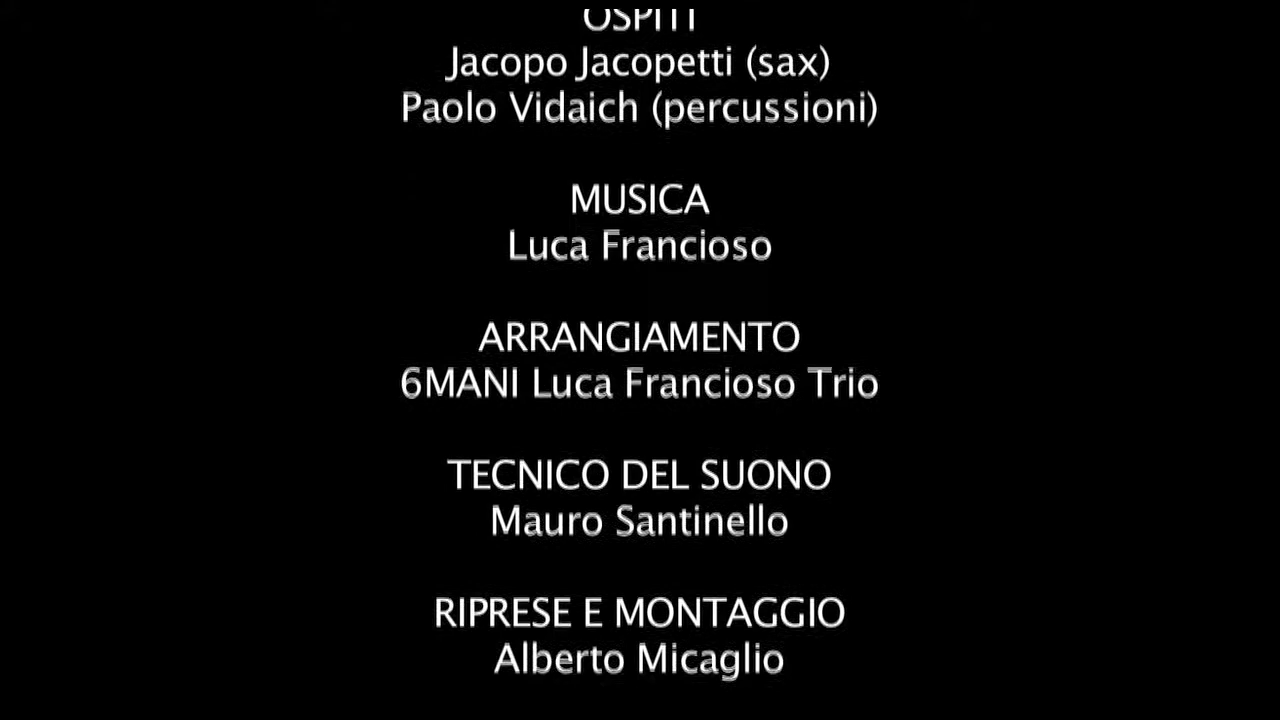 OSPITI
Jacopo Jacopetti (sax)
Paolo Vidaich (percussioni)
MUSICA
Luca Francioso
ARRANGIAMENTO
6MANI Luca Francioso Trio
TECNICO DEL SUONO
Mauro Santinello
RIPRESE E MONTAGGIO
Alberto Micaglio